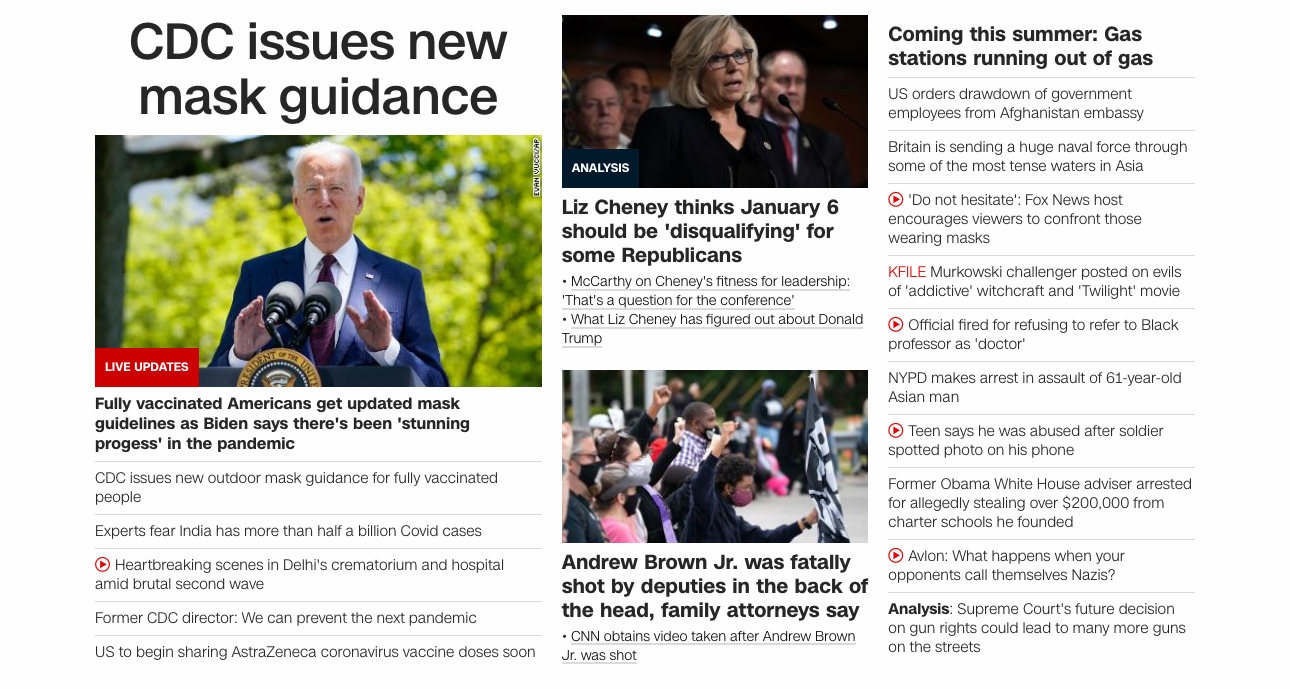 CDC issues new
mask guidance
EVAN VUCCI/AP
LIVE UPDATES
Fully vaccinated Americans get updated mask
guidelines as Biden says there's been 'stunning
progess' in the pandemic
CDC issues new outdoor mask guidance for fully vaccinated
people
Experts fear India has more than half a billion Covid cases
Heartbreaking scenes in Delhi's crematorium and hospital
amid brutal second wave
Former CDC director: We can prevent the next pandemic
US to begin sharing AstraZeneca coronavirus vaccine doses soon
ANALYSIS
Liz Cheney thinks January 6
should be 'disqualifying' for
some Republicans
• McCarthy on Cheney's fitness for leadership:
'That's a question for the conference'
• What Liz Cheney has figured out about Donald
Trump
Andrew Brown Jr. was fatally
shot by deputies in the back of
the head, family attorneys say
• CNN obtains video taken after Andrew Brown
Jr. was shot
Coming this summer: Gas
stations running out of gas
US orders drawdown of government
employees from Afghanistan embassy
Britain is sending a huge naval force through
some of the most tense waters in Asia
'Do not hesitate': Fox News host
encourages viewers to confront those
wearing masks
KFILE Murkowski challenger posted on evils
of 'addictive' witchcraft and 'Twilight' movie
Official fired for refusing to refer to Black
professor as 'doctor'
NYPD makes arrest in assault of 61-year-old
Asian man
Teen says he was abused after soldier
spotted photo on his phone
Former Obama White House adviser arrested
for allegedly stealing over $200,000 from
charter schools he founded
Avlon: What happens when your
opponents call themselves Nazis?
Analysis: Supreme Court's future decision
on gun rights could lead to many more guns
on the streets